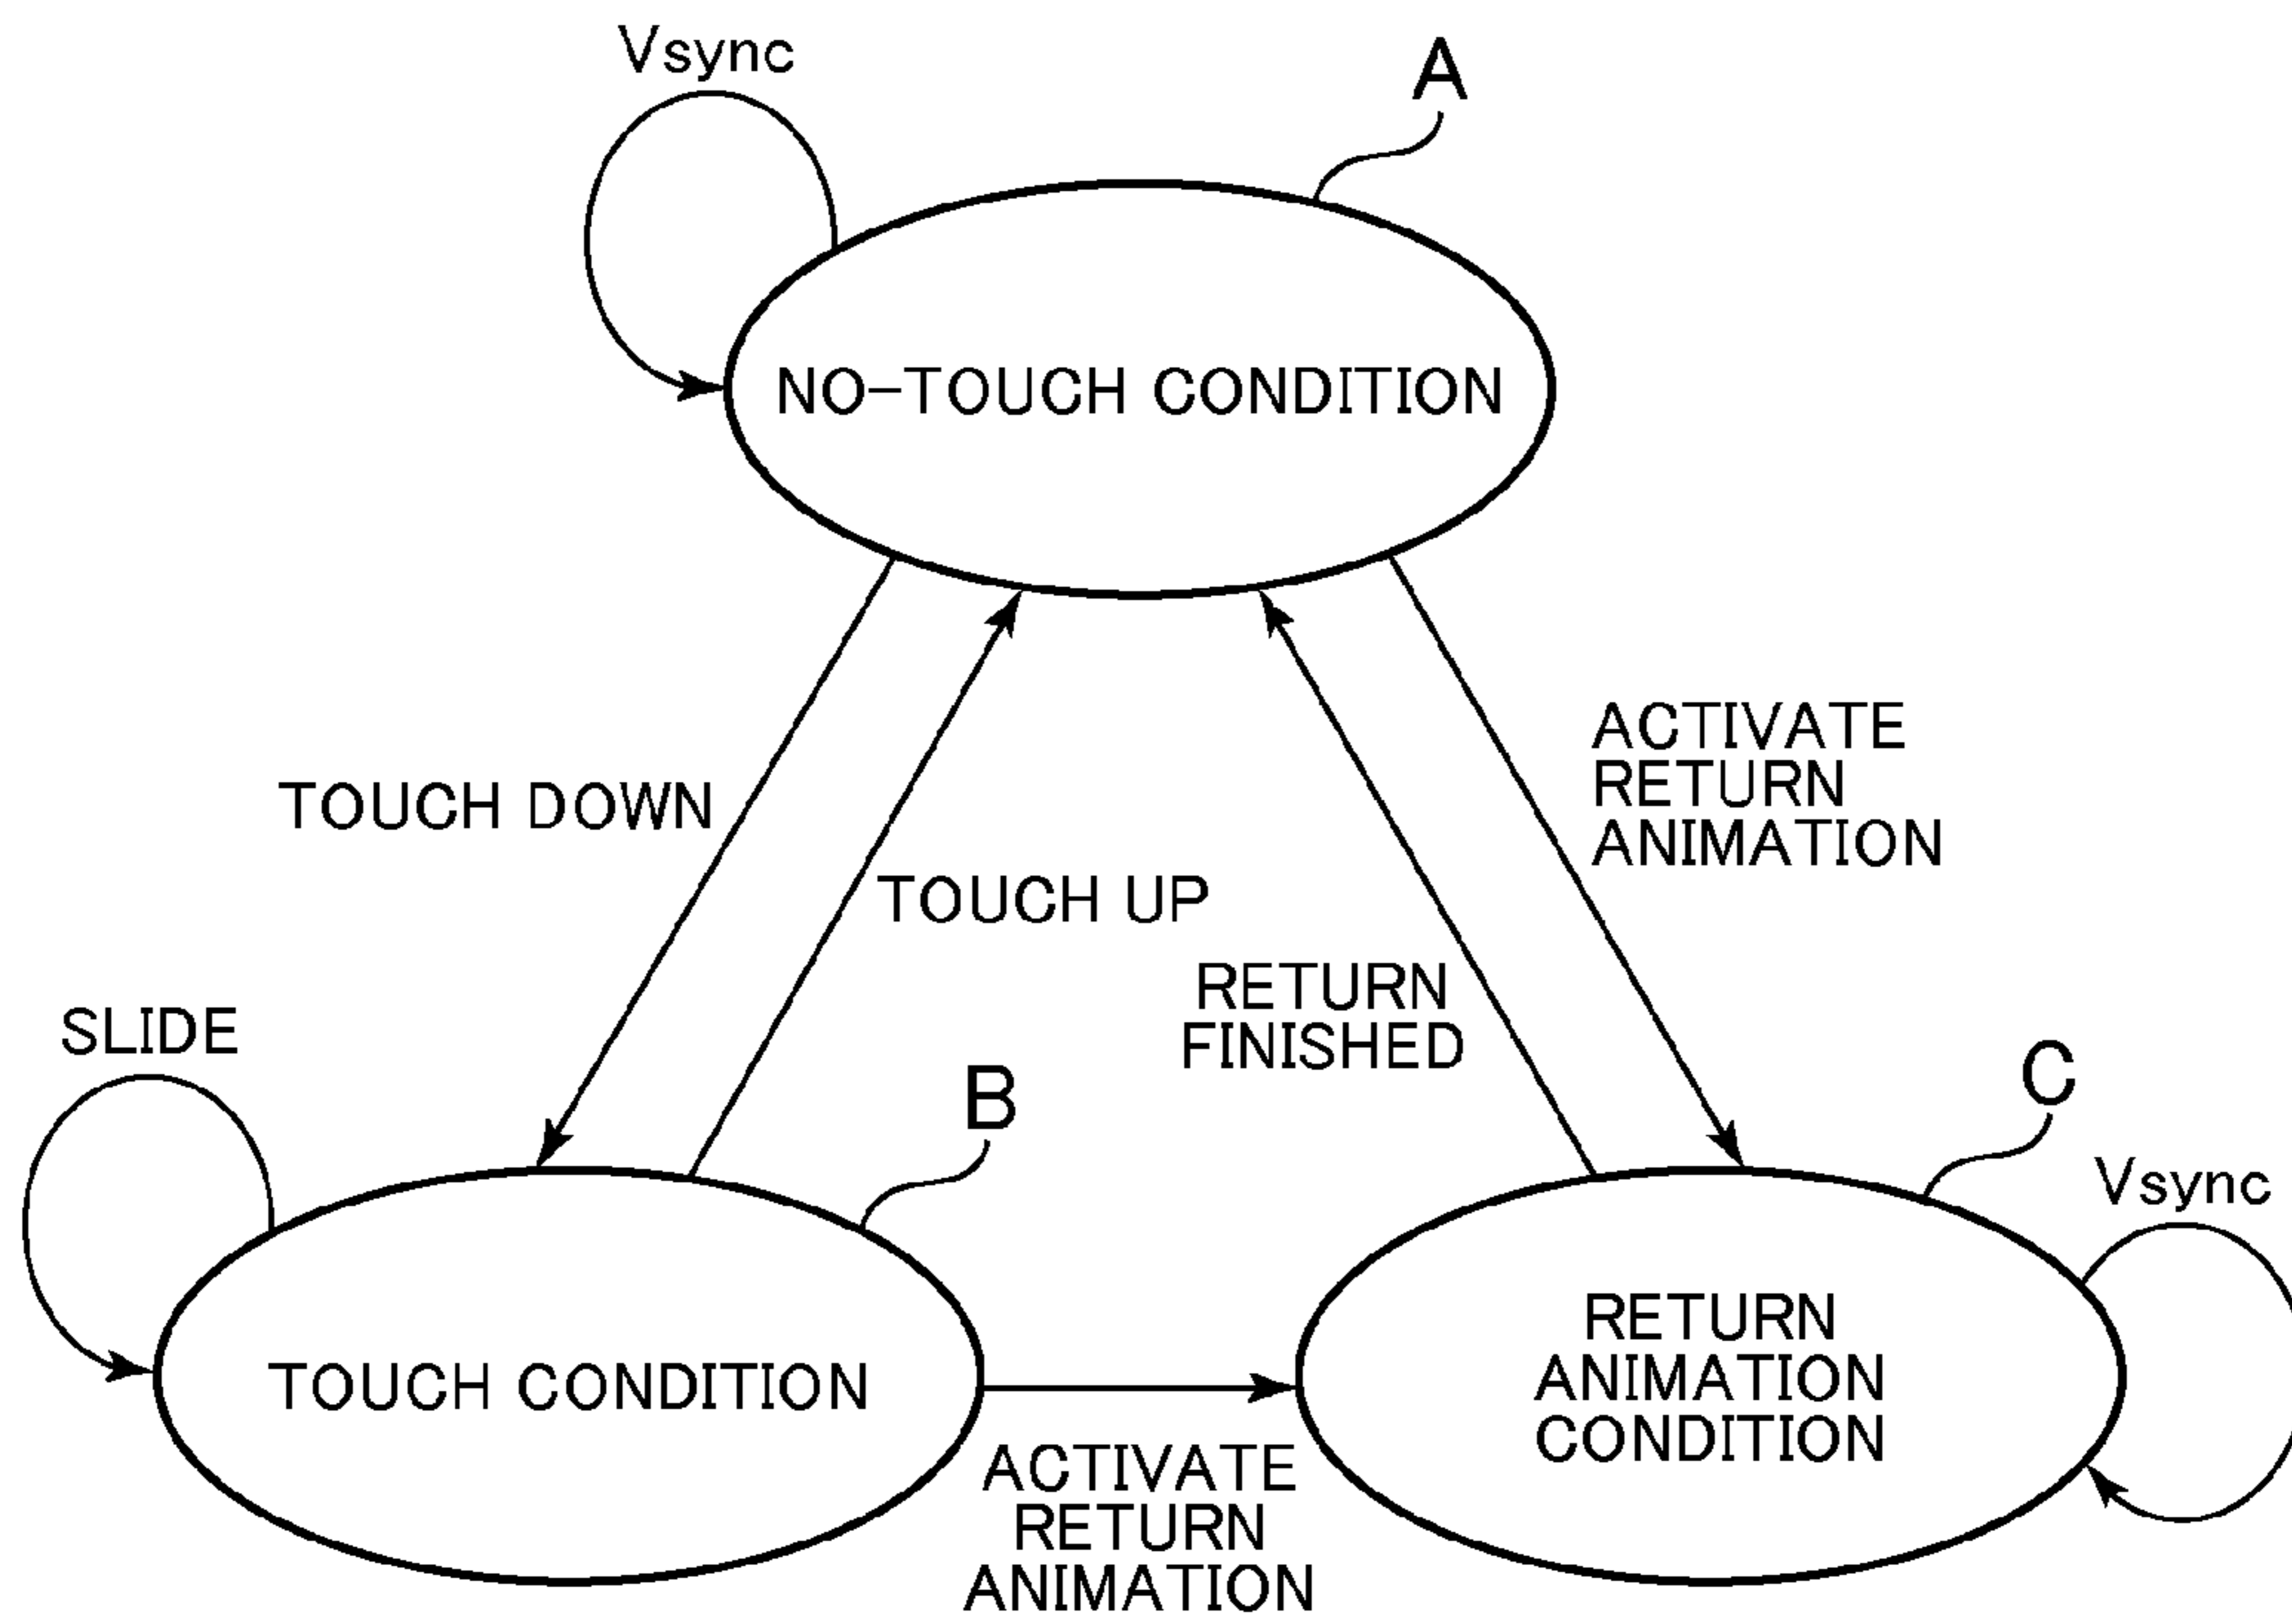 Vsync
A
NO-TOUCH CONDITION
ACTIVATE
RETURN
ANIMATION
TOUCH DOWN
TOUCH UP
RETURN
FINISHED
SLIDE
B
C
Vsync
RETURN
ANIMATION
CONDITION
TOUCH CONDITION
ACTIVATE
RETURN
ANIMATION